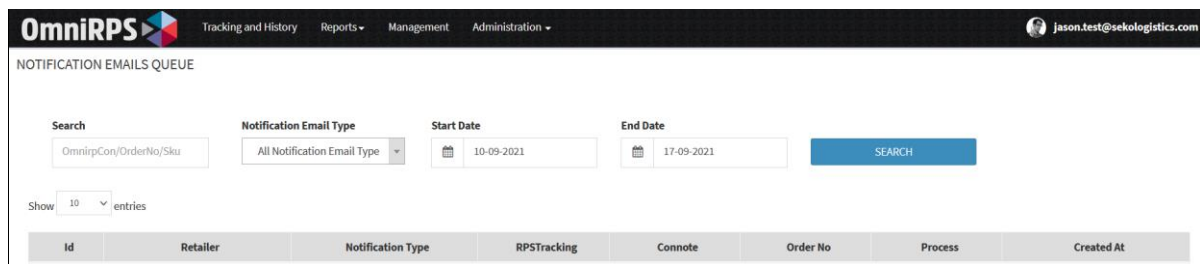 OmniRPS Tracking and History Reports Management Administration jason.test@sekologistics.com
NOTIFICATION EMAILS QUEUE
Search Notification Email Type Start Date End Date
OmnirpCon/OrderNo/Sku All Notification Email Type 10-09-2021 17-09-2021 SEARCH
Show 10 entries
Id Retailer Notification Type RPSTracking Connote Order No Process Created At